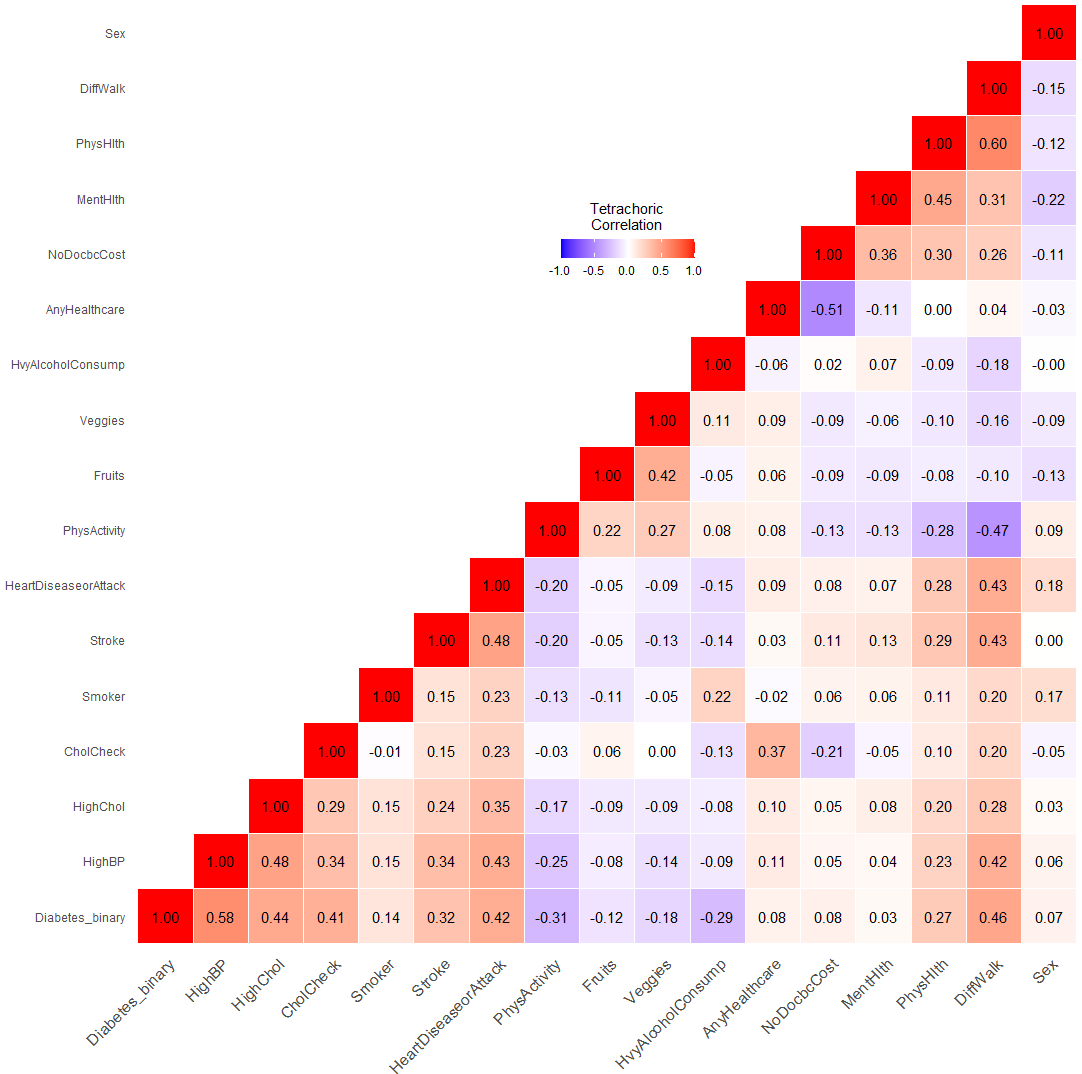 Sex 1.00
DiffWalk 1.00 -0.15
PhysHlth 1.00 0.60 -0.12
MentHlth 1.00 0.45 0.31 -0.22
Tetrachoric
Correlation
-1.0 -0.5 0.0 0.5 1.0
NoDocbcCost 1.00 0.36 0.30 0.26 -0.11
AnyHealthcare 1.00 -0.51 -0.11 0.00 0.04 -0.03
HvyAlcoholConsump 1.00 -0.06 0.02 0.07 -0.09 -0.18 -0.00
Veggies 1.00 0.11 0.09 -0.09 -0.06 -0.10 -0.16 -0.09
Fruits 1.00 0.42 -0.05 0.06 -0.09 -0.09 -0.08 -0.10 -0.13
PhysActivity 1.00 0.22 0.27 0.08 0.08 -0.13 -0.13 -0.28 -0.47 0.09
HeartDiseaseorAttack 1.00 -0.20 -0.05 -0.09 -0.15 0.09 0.08 0.07 0.28 0.43 0.18
Stroke 1.00 0.48 -0.20 -0.05 -0.13 -0.14 0.03 0.11 0.13 0.29 0.43 0.00
Smoker 1.00 0.15 0.23 -0.13 -0.11 -0.05 0.22 -0.02 0.06 0.06 0.11 0.20 0.17
CholCheck 1.00 -0.01 0.15 0.23 -0.03 0.06 0.00 -0.13 0.37 -0.21 -0.05 0.10 0.20 -0.05
HighChol 1.00 0.29 0.15 0.24 0.35 -0.17 -0.09 -0.09 -0.08 0.10 0.05 0.08 0.20 0.28 0.03
HighBP 1.00 0.48 0.34 0.15 0.34 0.43 -0.25 -0.08 -0.14 -0.09 0.11 0.05 0.04 0.23 0.42 0.06
Diabetes_binary 1.00 0.58 0.44 0.41 0.14 0.32 0.42 -0.31 -0.12 -0.18 -0.29 0.08 0.08 0.03 0.27 0.46 0.07
Diabetes_binary
HighBP
HighChol
CholCheck
Smoker
Stroke
HeartDiseaseorAttack
PhysActivity
Fruits
Veggies
HvyAlcoholConsump
AnyHealthcare
NoDocbcCost
MentHlth
PhysHlth
DiffWalk
Sex